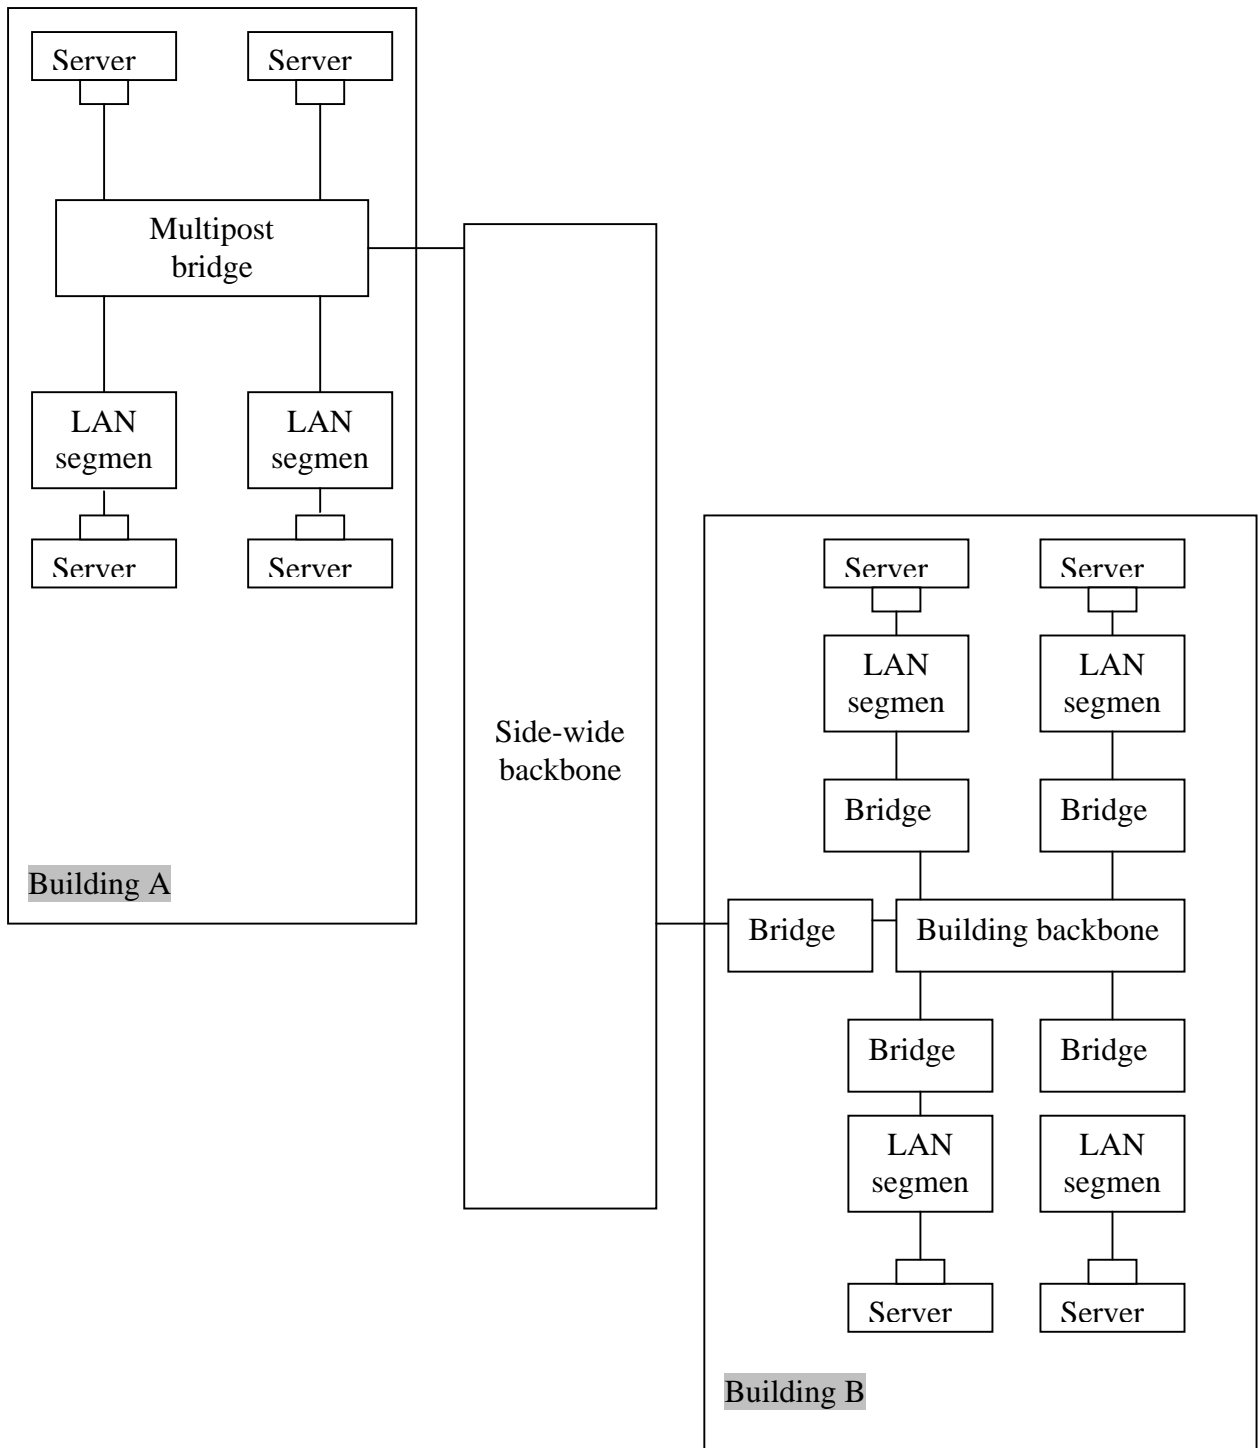 Server
Server
Multipost
bridge
LAN
segmen
LAN
segmen
Server
Server
Building A
Side-wide
backbone
Server
Server
LAN
segmen
LAN
segmen
Bridge
Bridge
Bridge
Building backbone
Bridge
Bridge
LAN
segmen
LAN
segmen
Server
Server
Building B